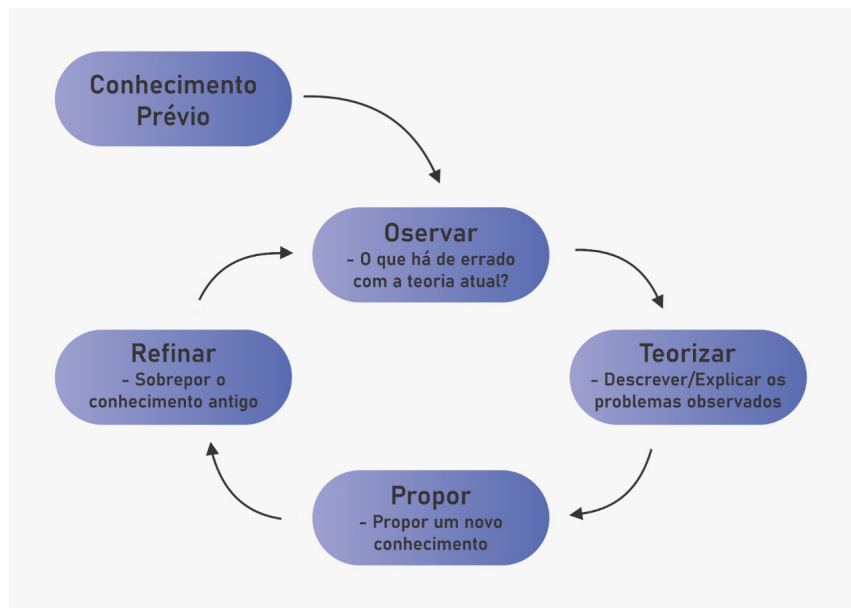 Conhecimento
Prévio
Oservar
- O que há de errado
com a teoria atual?
Teorizar
- Descrever/Explicar os
problemas observados
Propor
- Propor um novo
conhecimento
Refinar
- Sobrepor o
conhecimento antigo